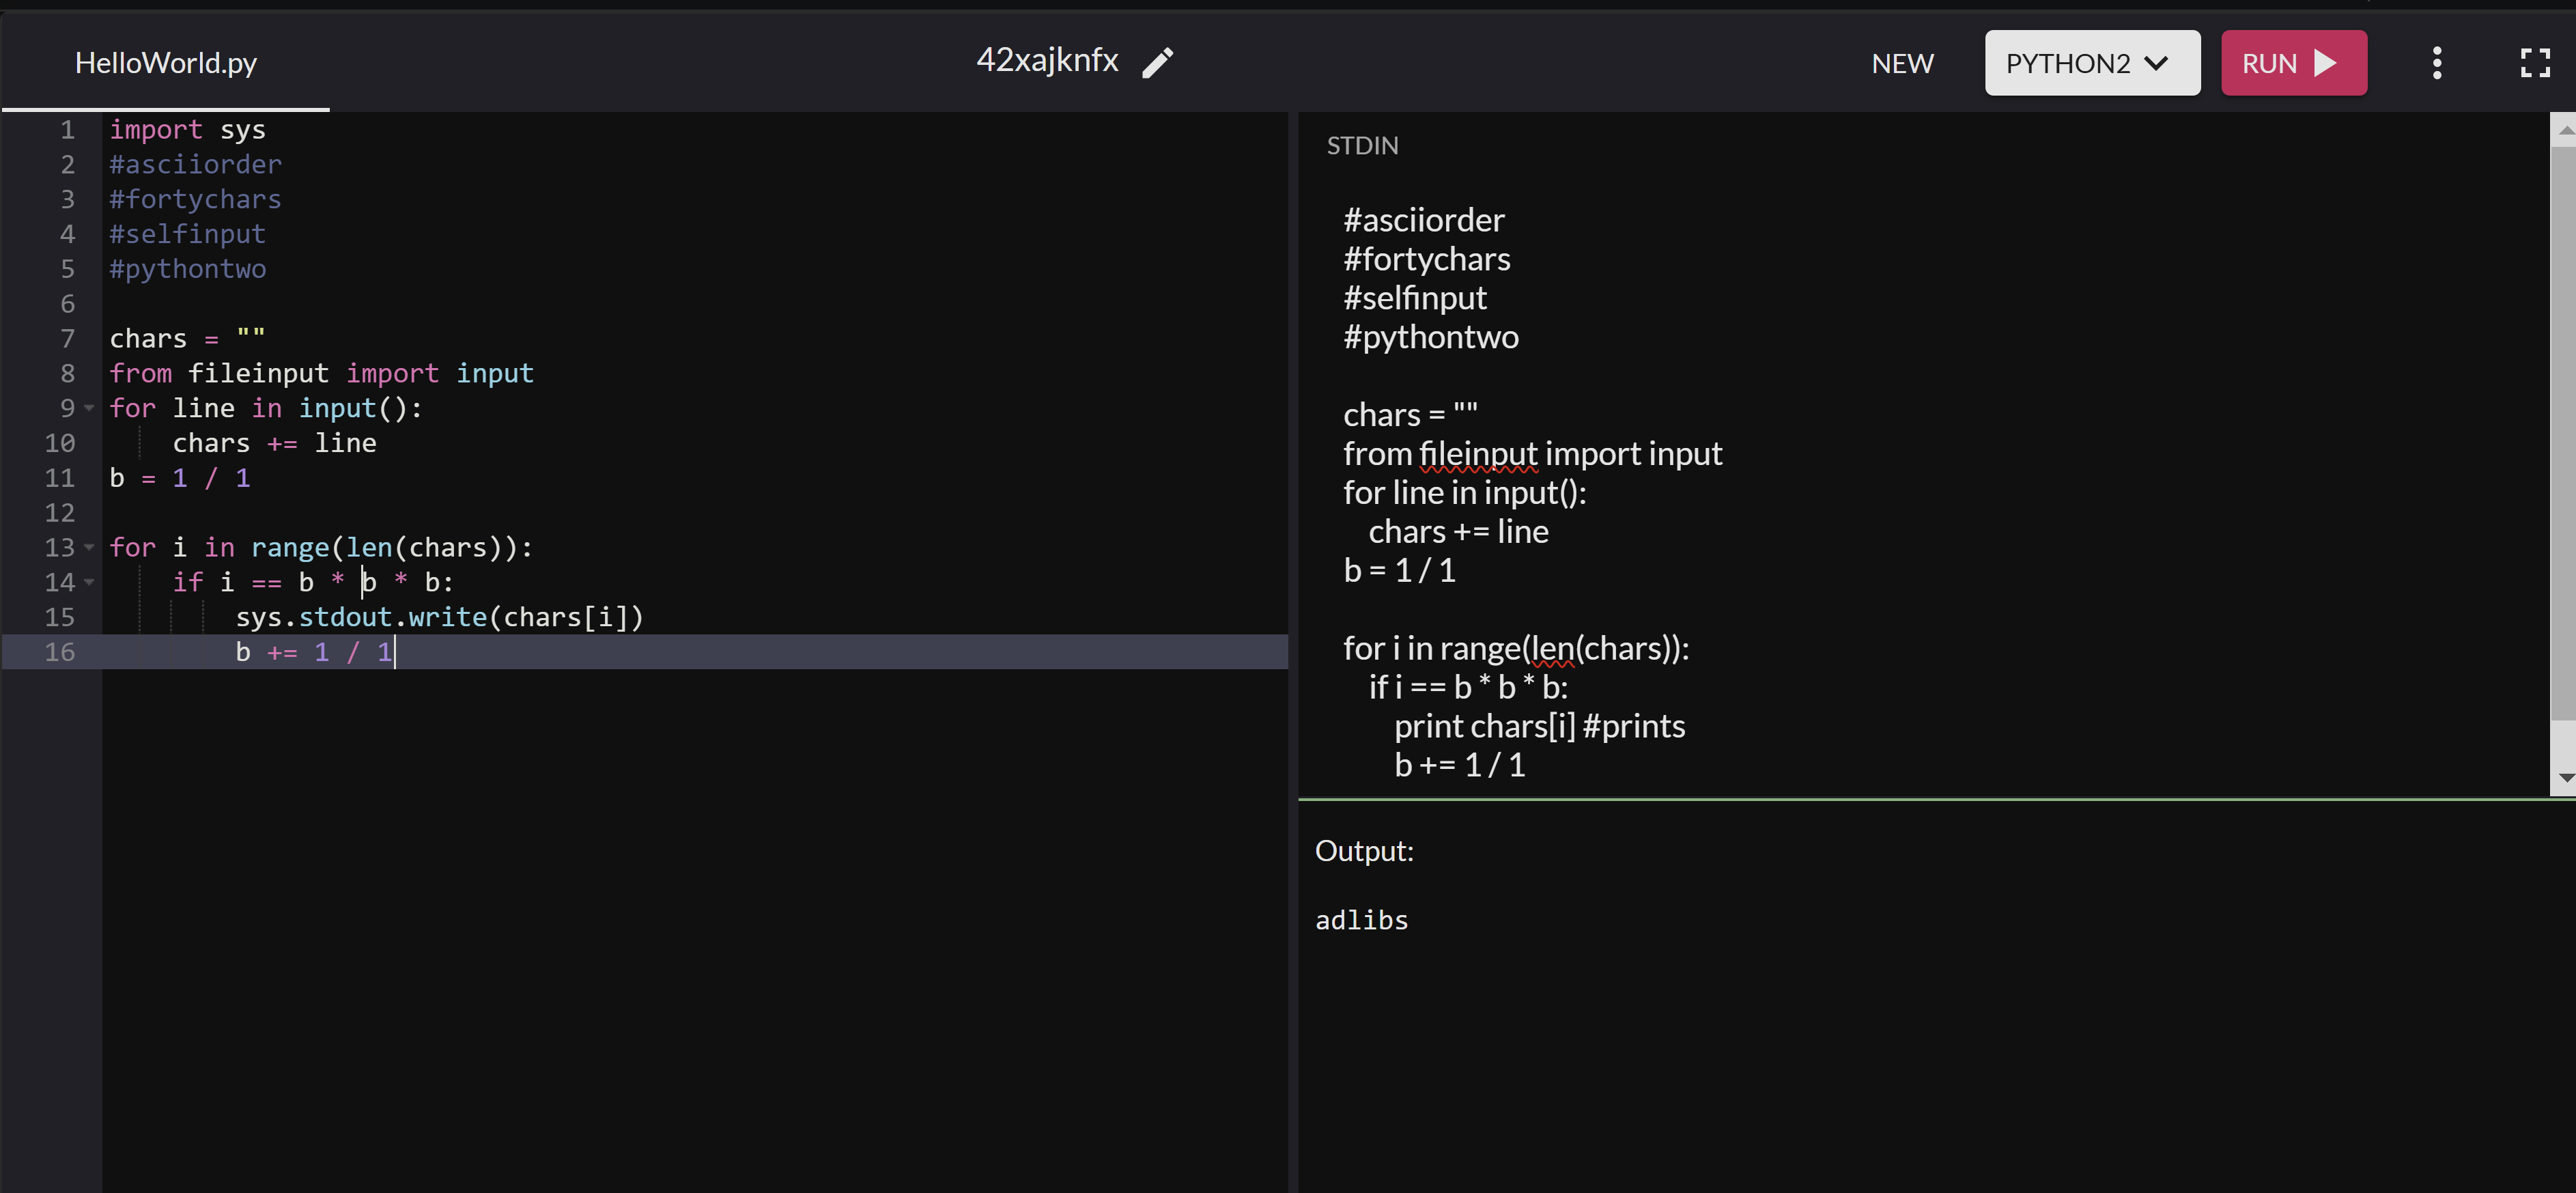 HelloWorld.py
42xajknfx
NEW
PYTHON2
RUN
1 import sys
2 #asciiorder
3 #fortychars
4 #selfinput
5 #pythontwo
6
7 chars = ""
8 from fileinput import input
9 for line in input():
10     chars += line
11 b = 1 / 1
12
13 for i in range(len(chars)):
14     if i == b * b * b:
15         sys.stdout.write(chars[i])
16         b += 1 / 1
STDIN
#asciiorder
#fortychars
#selfinput
#pythontwo

chars = ""
from fileinput import input
for line in input():
    chars += line
b = 1 / 1

for i in range(len(chars)):
    if i == b * b * b:
        print chars[i] #prints
        b += 1 / 1
Output:
adlibs